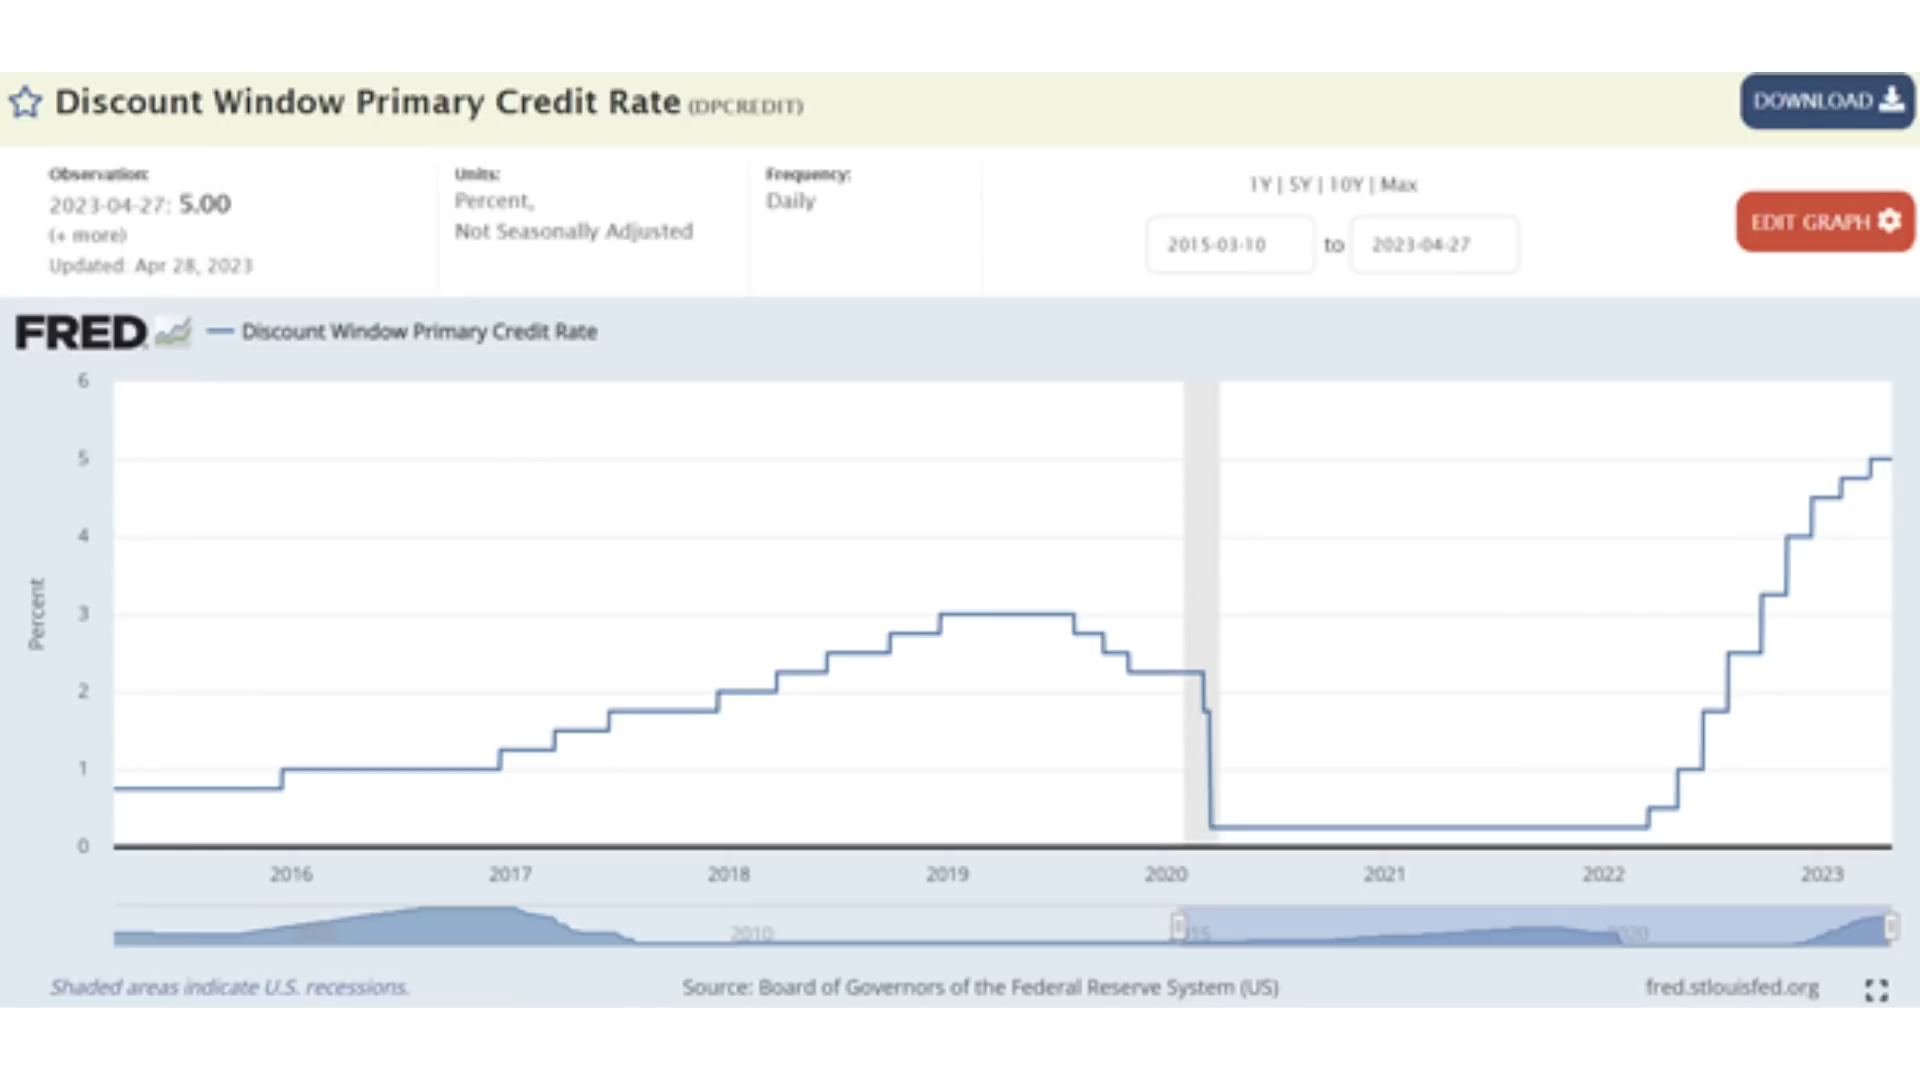 Discount Window Primary Credit Rate (DPCREDIT)
DOWNLOAD
Observation:
2023-04-27: 5.00
(+ more)
Updated: Apr 28, 2023
Units:
Percent,
Not Seasonally Adjusted
Frequency:
Daily
1Y | 5Y | 10Y | Max
2015-03-10 to 2023-04-27
EDIT GRAPH
FRED
Discount Window Primary Credit Rate
6
5
4
3
2
1
0
Percent
2016 2017 2018 2019 2020 2021 2022 2023
2010 15 2020
Shaded areas indicate U.S. recessions.
Source: Board of Governors of the Federal Reserve System (US)
fred.stlouisfed.org